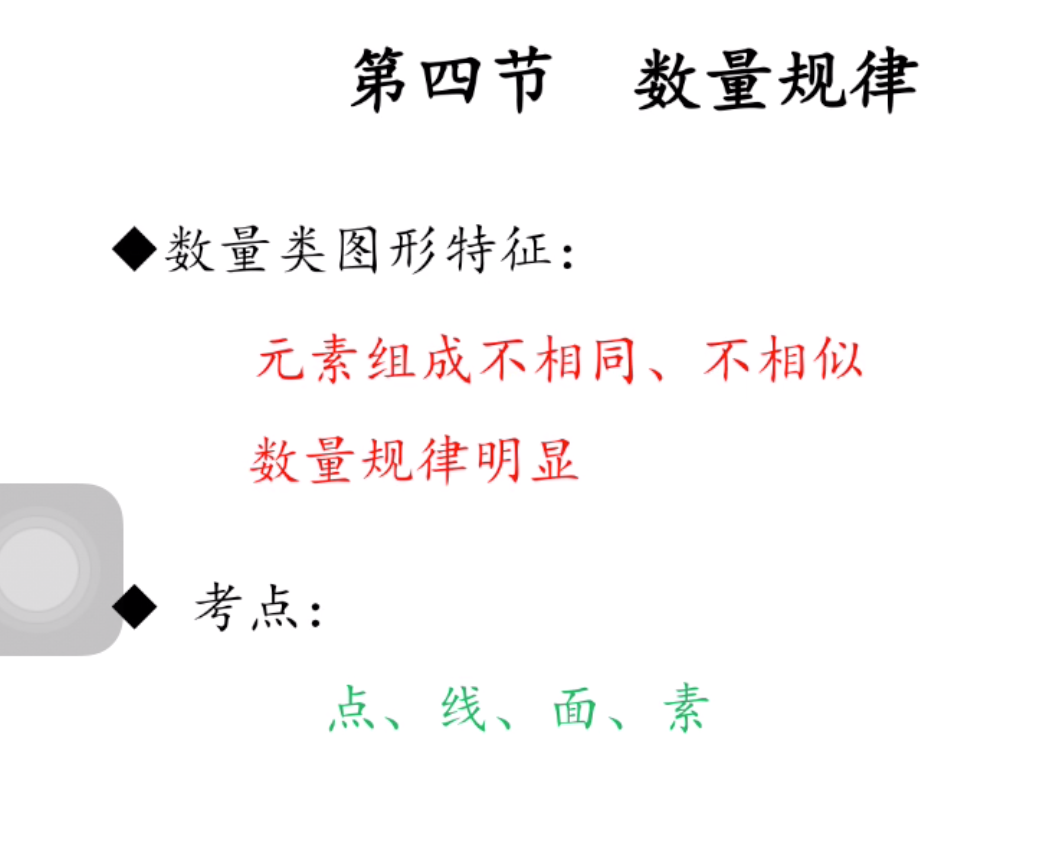 第四节　数量规律
◆数量类图形特征：
元素组成不相同、不相似
数量规律明显
◆ 考点：
点、线、面、素